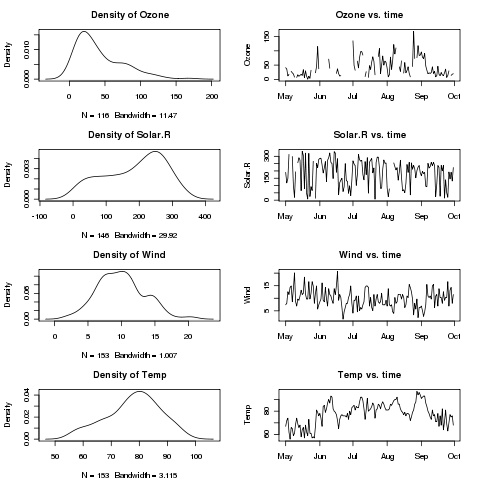 Density of Ozone
Density
0.000 0.010
0 50 100 150 200
N = 116 Bandwidth = 11.47
Ozone vs. time
Ozone
0 50 150
May Jun Jul Aug Sep Oct
Density of Solar.R
Density
0.000 0.003
-100 0 100 200 300 400
N = 146 Bandwidth = 29.92
Solar.R vs. time
Solar.R
0 150 300
May Jun Jul Aug Sep Oct
Density of Wind
Density
0.00 0.06
0 5 10 15 20
N = 153 Bandwidth = 1.007
Wind vs. time
Wind
5 15
May Jun Jul Aug Sep Oct
Density of Temp
Density
0.00 0.02 0.04
50 60 70 80 90 100
N = 153 Bandwidth = 3.115
Temp vs. time
Temp
60 80
May Jun Jul Aug Sep Oct